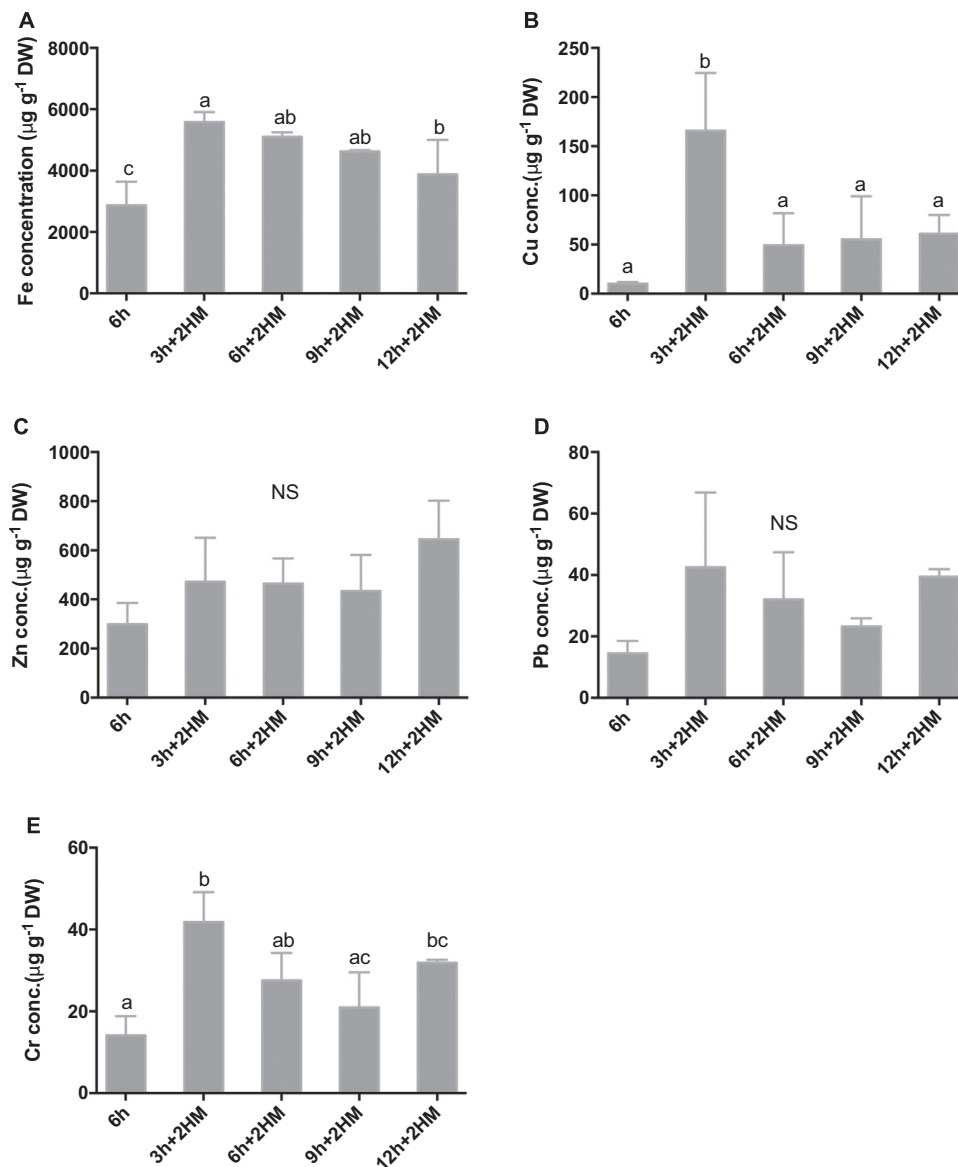 A
Fe concentration (µg g-1 DW)
8000
6000
4000
2000
0
c
a
ab
ab
b
6h
3h+2HM
6h+2HM
9h+2HM
12h+2HM
B
Cu conc.(µg g-1 DW)
250
200
150
100
50
0
a
b
a
a
a
6h
3h+2HM
6h+2HM
9h+2HM
12h+2HM
C
Zn conc.(µg g-1 DW)
1000
800
600
400
200
0
NS
6h
3h+2HM
6h+2HM
9h+2HM
12h+2HM
D
Pb conc.(µg g-1 DW)
80
60
40
20
0
NS
6h
3h+2HM
6h+2HM
9h+2HM
12h+2HM
E
Cr conc.(µg g-1 DW)
60
40
20
0
a
b
ab
ac
bc
6h
3h+2HM
6h+2HM
9h+2HM
12h+2HM